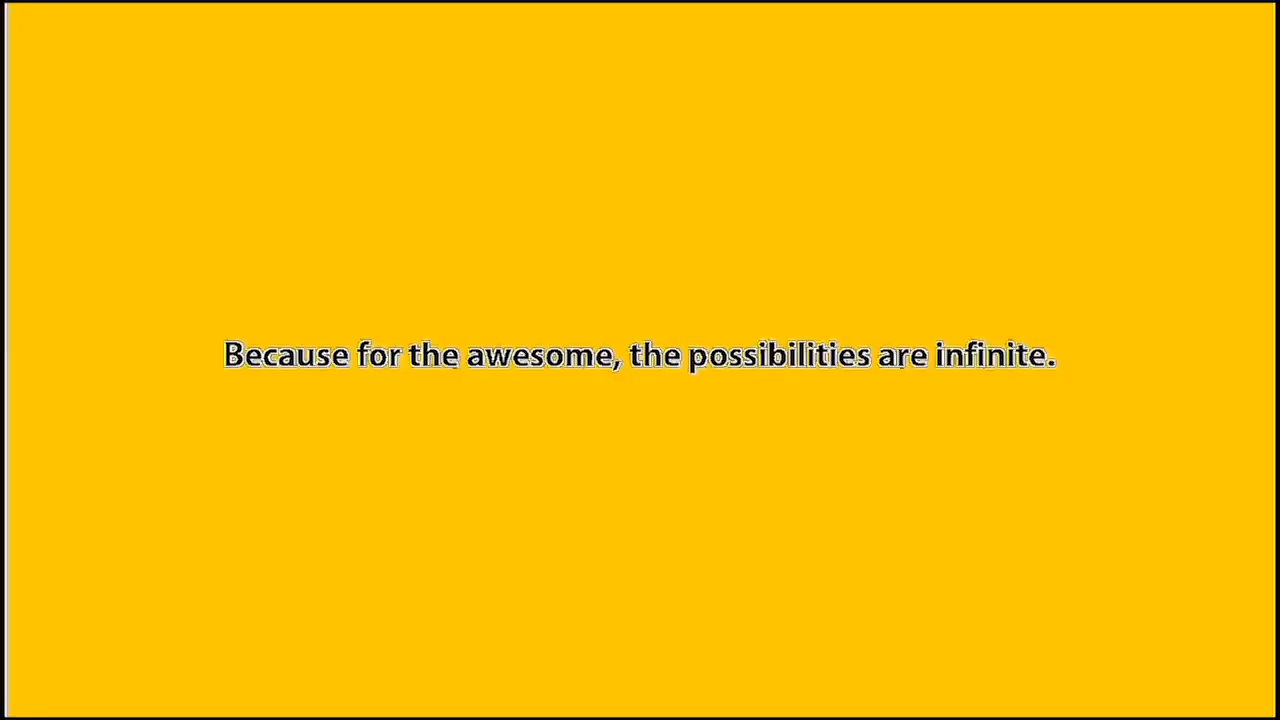 Because for the awesome, the possibilities are infinite.